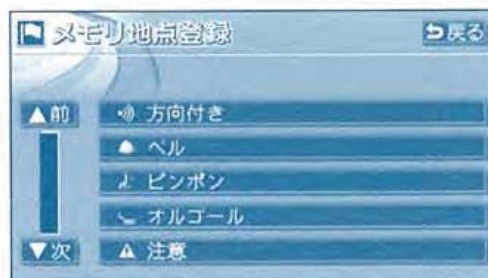 メモリ地点登録
戻る
▲前
方向付き
ベル
ピンポン
オルゴール
▼次
注意